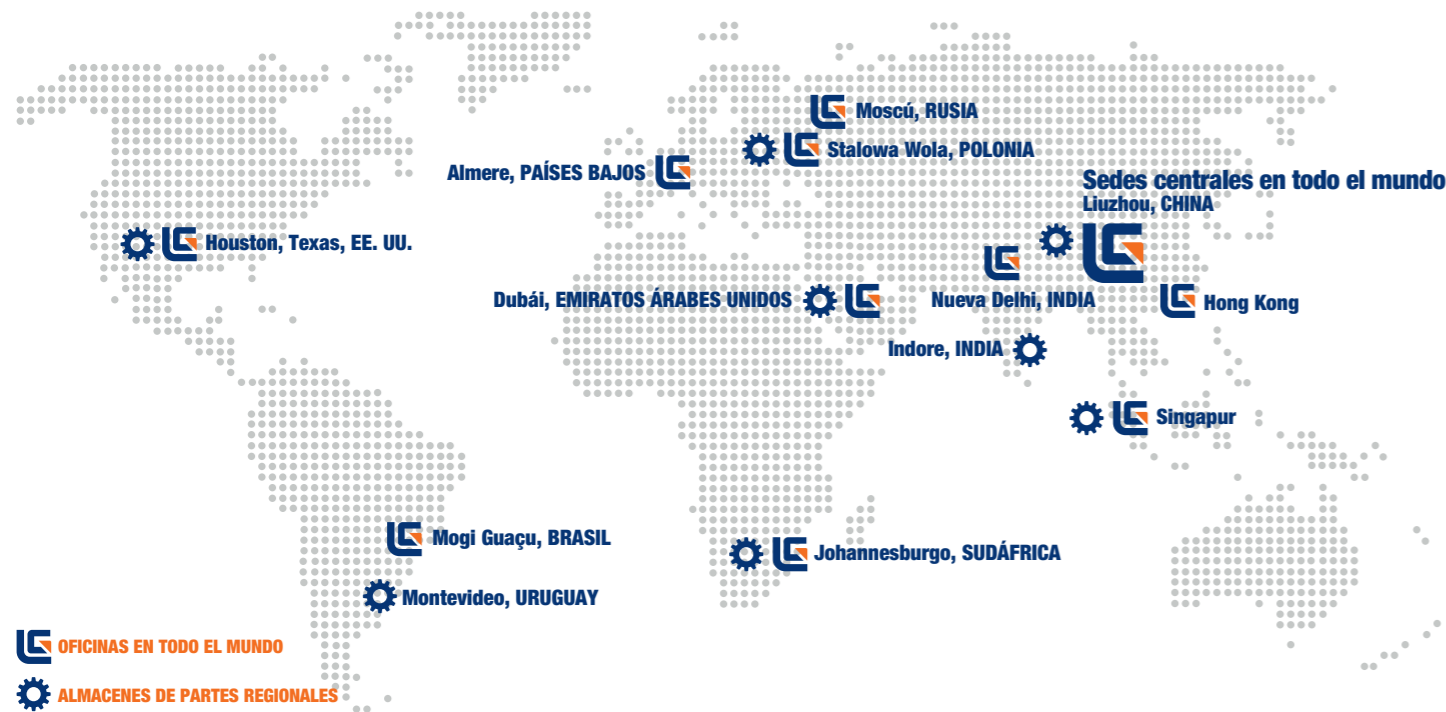 Moscú, RUSIA
Stalowa Wola, POLONIA
Almere, PAÍSES BAJOS
Sedes centrales en todo el mundo
Liuzhou, CHINA
Houston, Texas, EE. UU.
Dubái, EMIRATOS ÁRABES UNIDOS
Nueva Delhi, INDIA
Hong Kong
Indore, INDIA
Singapur
Mogi Guaçu, BRASIL
Johannesburgo, SUDÁFRICA
Montevideo, URUGUAY
OFICINAS EN TODO EL MUNDO
ALMACENES DE PARTES REGIONALES